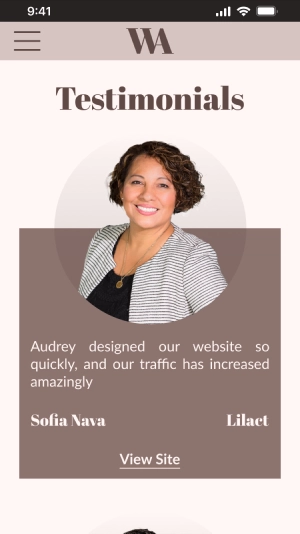 9:41
WA
Testimonials
Audrey designed our website so
quickly, and our traffic has increased
amazingly
Sofia Nava Lilact
View Site